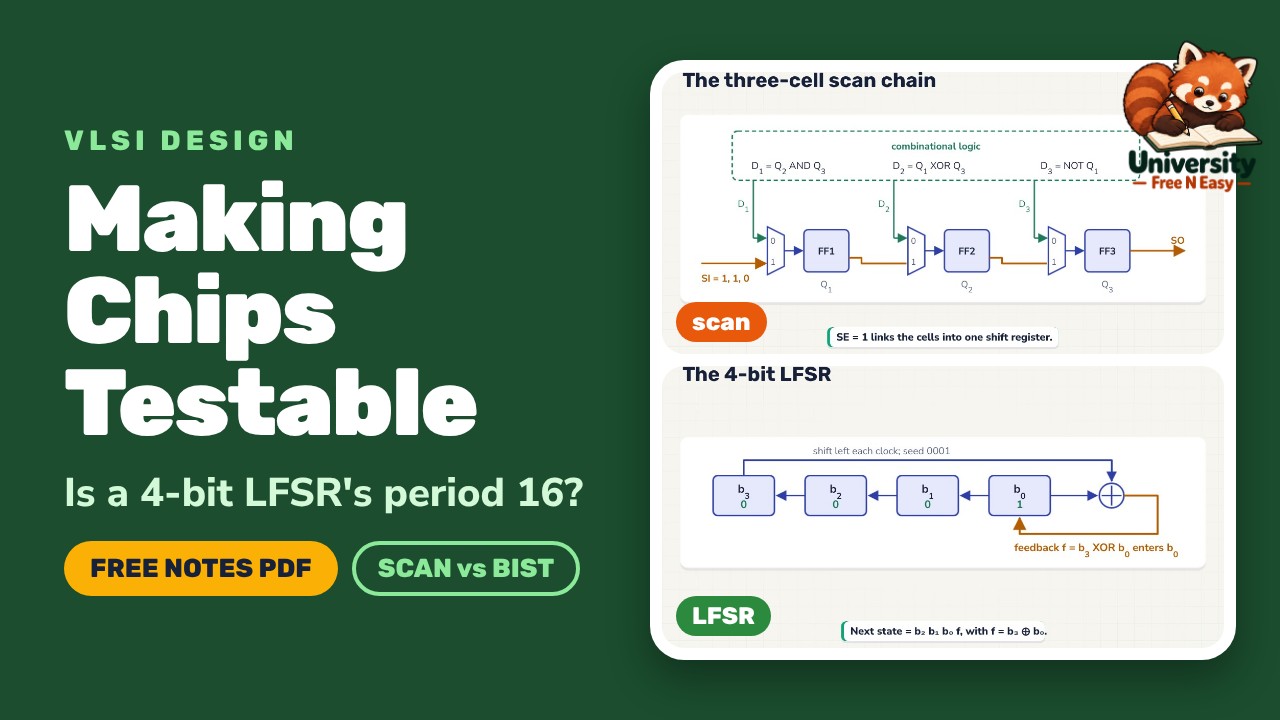 VLSI DESIGN
Making
Chips
Testable
Is a 4-bit LFSR's period 16?
FREE NOTES PDF
SCAN vs BIST
The three-cell scan chain
combinational logic
D₁ = Q₂ AND Q₃
D₂ = Q₁ XOR Q₃
D₃ = NOT Q₁
D₁
D₂
D₃
0
0
0
1
1
1
FF1
FF2
FF3
SO
SI = 1, 1, 0
Q₁
Q₂
Q₃
scan
SE = 1 links the cells into one shift register.
The 4-bit LFSR
shift left each clock; seed 0001
b₃
b₂
b₁
b₀
0
0
0
1
feedback f = b₃ XOR b₀ enters b₀
LFSR
Next state = b₂ b₁ b₀ f, with f = b₃ ⊕ b₀.
University
Free N Easy